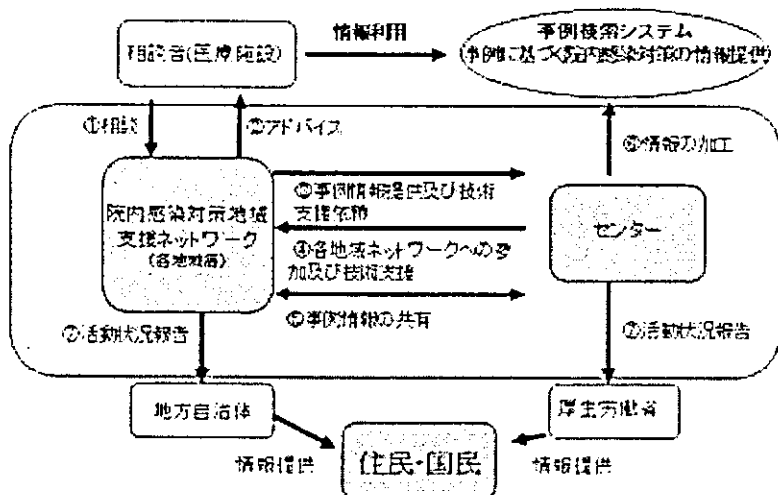 相談者(医療施設)
情報利用
事例検索システム
(事例に基づく院内感染対策の情報提供)
①相談
②アドバイス
⑥情報の加工
院内感染対策地域
支援ネットワーク
(各地域毎)
③事例情報提供及び技術
支援依頼
④各地域ネットワークへの参
加及び技術支援
⑤事例情報の共有
センター
⑦活動状況報告
⑦活動状況報告
地方自治体
厚生労働省
情報提供
住民・国民
情報提供